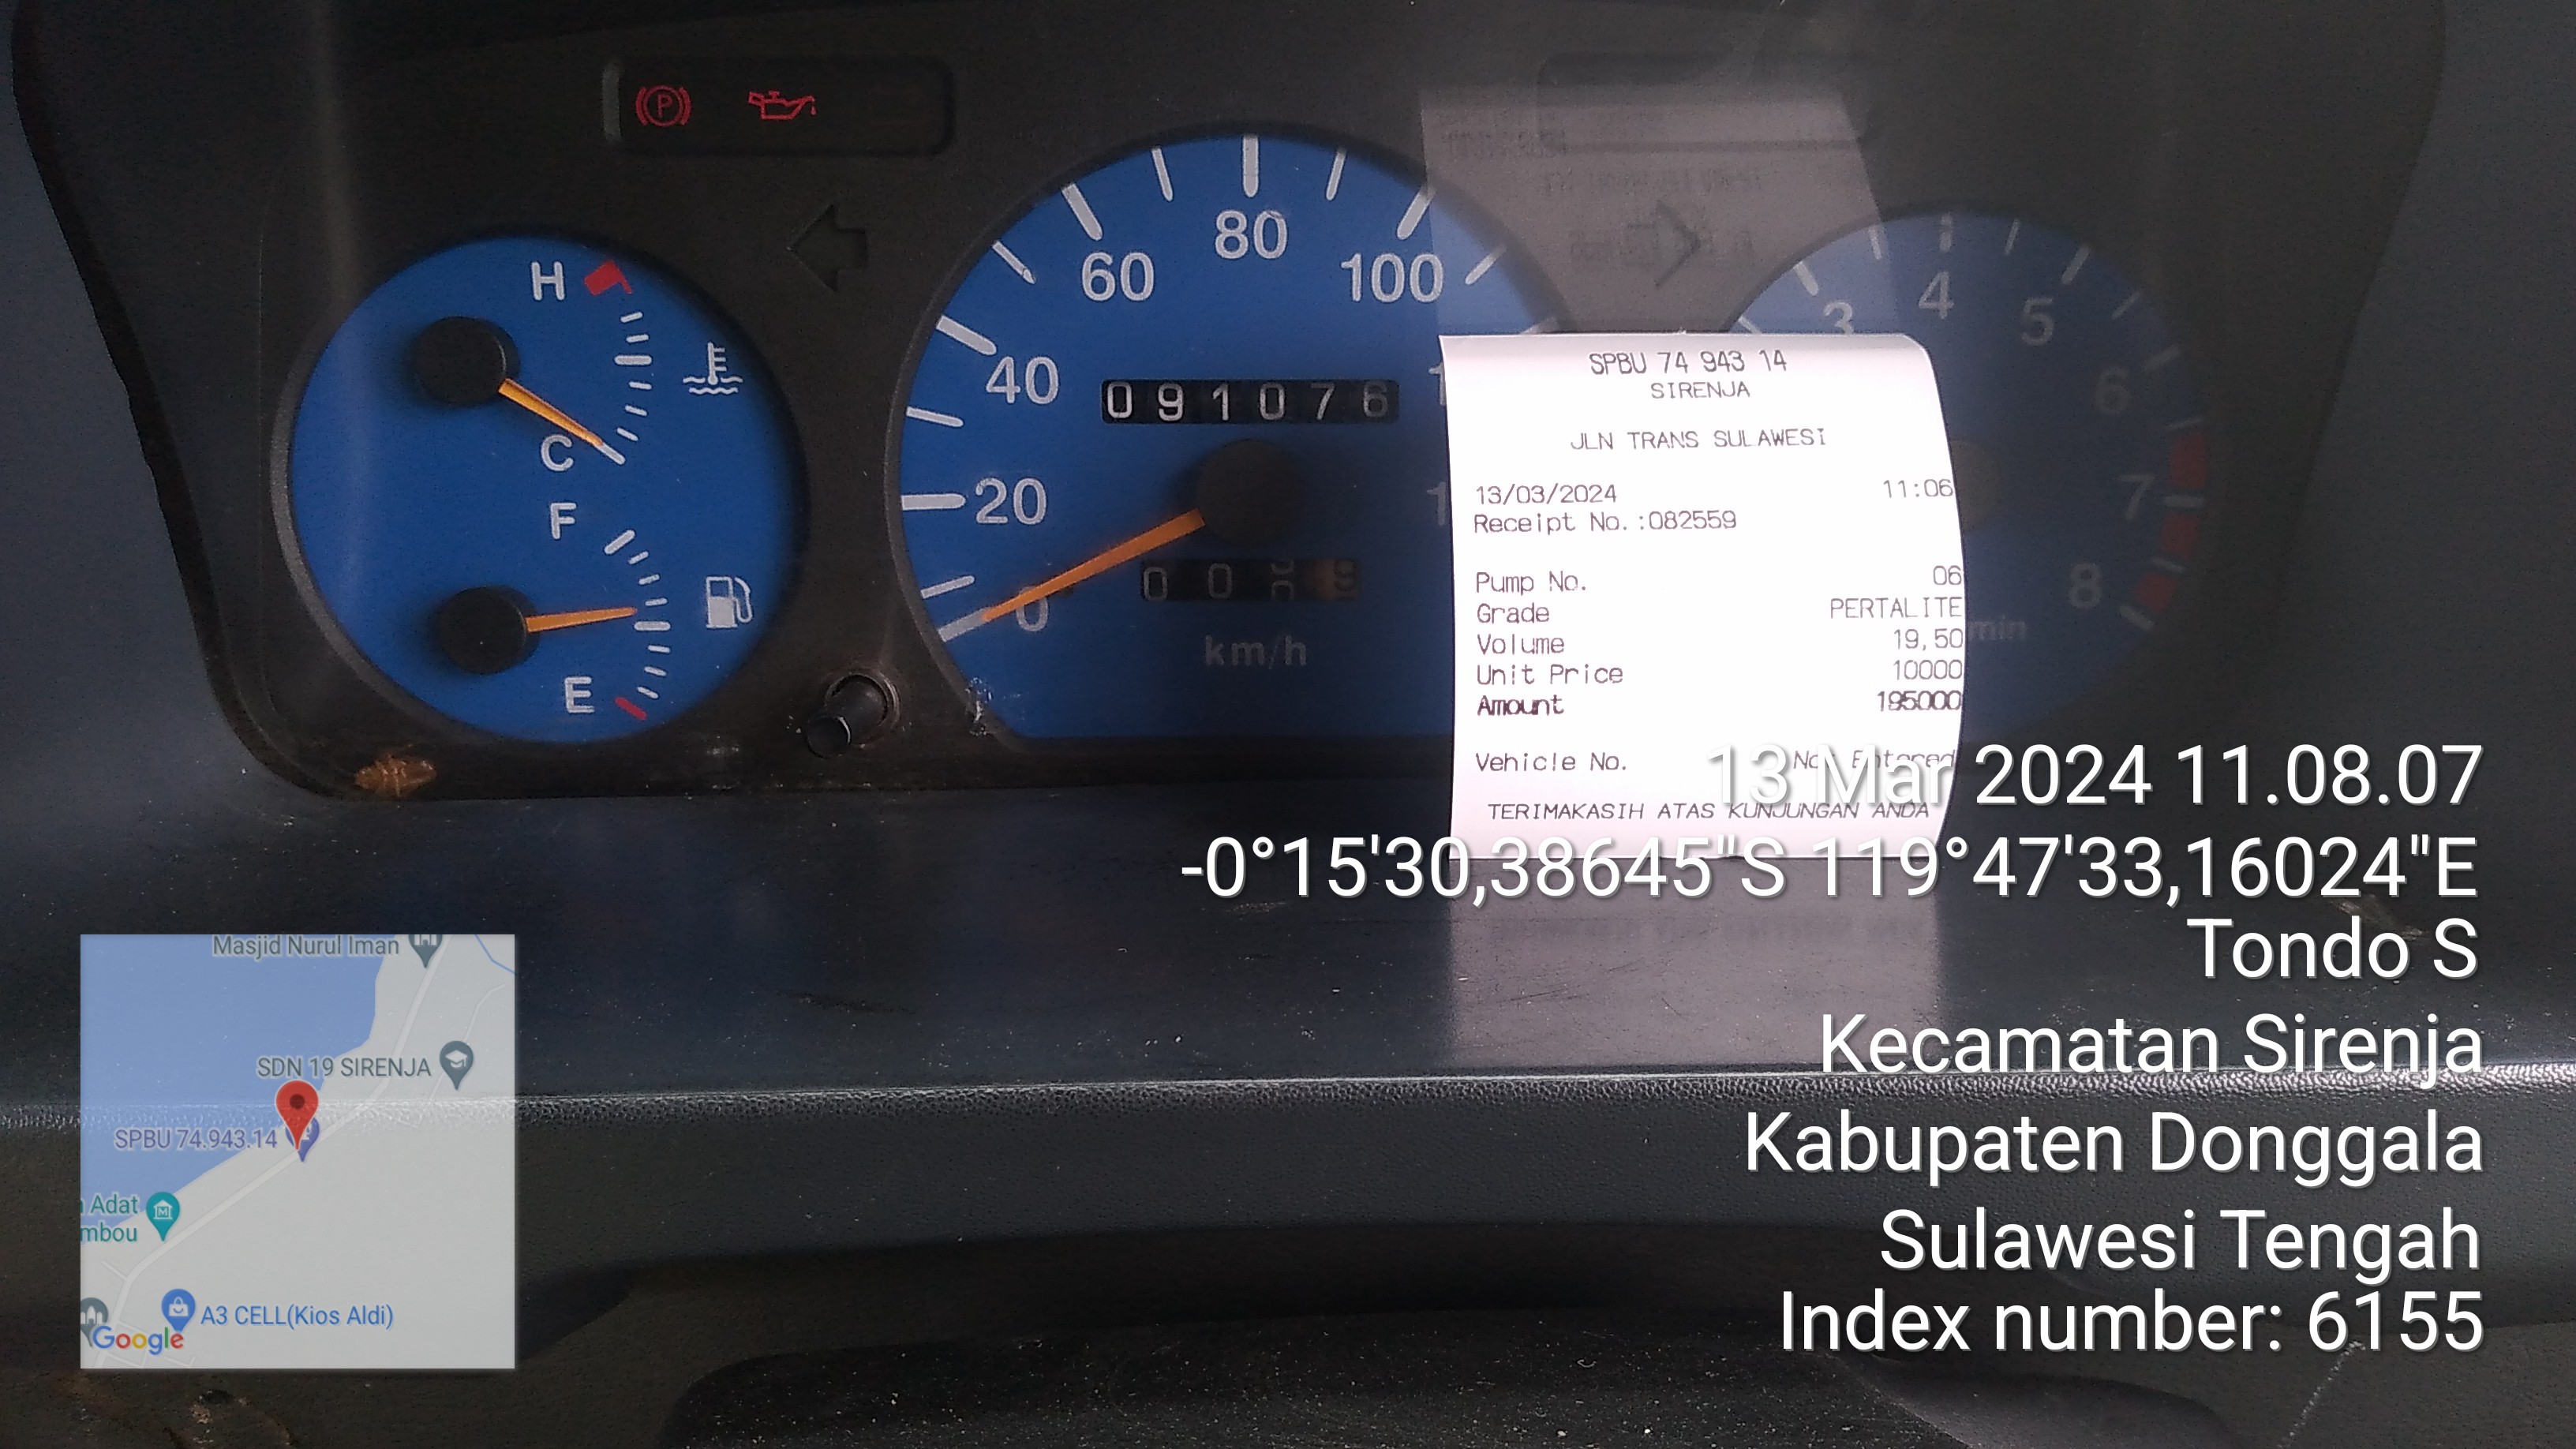 H
C
F
E
20
40
60
80
100
091076
km/h
3
4
5
6
7
8
min
SPBU 74 943 14
SIRENJA
JLN TRANS SULAWESI
13/03/2024 11:06
Receipt No.:082559
Pump No. 06
Grade PERTALITE
Volume 19,50
Unit Price 10000
Amount 195000
Vehicle No. Not Entered
TERIMAKASIH ATAS KUNJUNGAN ANDA
13 Mar 2024 11.08.07
-0°15'30,38645"S 119°47'33,16024"E
Tondo S
Kecamatan Sirenja
Kabupaten Donggala
Sulawesi Tengah
Index number: 6155
Masjid Nurul Iman
SDN 19 SIRENJA
SPBU 74.943.14
Adat
mbou
A3 CELL(Kios Aldi)
Google